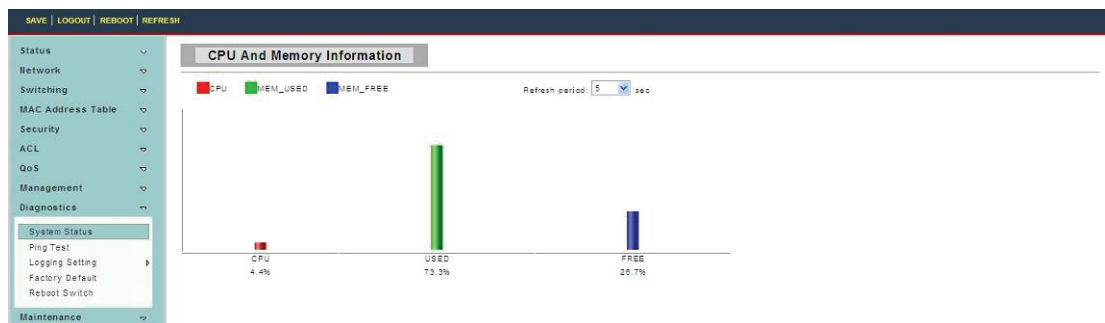 SAVE | LOGOUT | REBOOT | REFRESH
Status
Network
Switching
MAC Address Table
Security
ACL
QoS
Management
Diagnostics
System Status
Ping Test
Logging Setting
Factory Default
Reboot Switch
Maintenance
CPU And Memory Information
CPU MEM_USED MEM_FREE
Refresh period: 5 sec
CPU USED FREE
4.4% 73.3% 26.7%